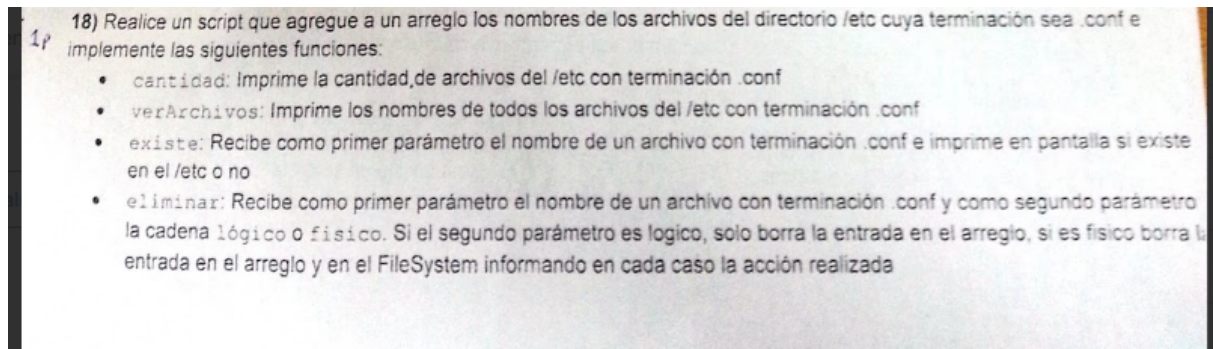 18) Realice un script que agregue a un arreglo los nombres de los archivos del directorio /etc cuya terminación sea .conf e
implemente las siguientes funciones:
• cantidad: Imprime la cantidad de archivos del /etc con terminación .conf
• verArchivos: Imprime los nombres de todos los archivos del /etc con terminación .conf
• existe: Recibe como primer parámetro el nombre de un archivo con terminación .conf e imprime en pantalla si existe
en el /etc o no
• eliminar: Recibe como primer parámetro el nombre de un archivo con terminación .conf y como segundo parámetro
la cadena lógico o fisico. Si el segundo parámetro es logico, solo borra la entrada en el arreglo, si es fisico borra
entrada en el arreglo y en el FileSystem informando en cada caso la acción realizada